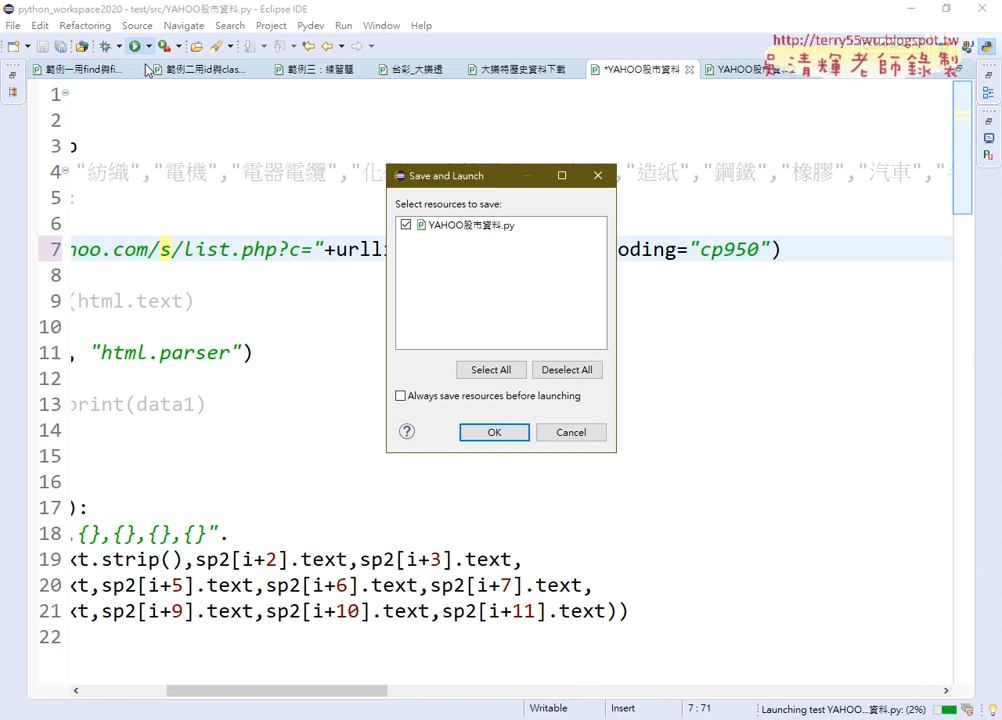 python_workspace2020 - test/src/YAHOO股市資料.py - Eclipse IDE
File Edit Refactoring Source Navigate Search Project Pydev Run Window Help
http://terry55wu.blogspot.tw
吳清輝老師錄製
範例一用find與fi... 範例二用id與clas... 範例三：練習題 台彩_大樂透 大樂特歷史資料下載 *YAHOO股市資料 YAHOO股
1
2
3 p
4 "紡織","電機","電器電纜","化 "造紙","鋼鐵","橡膠","汽車","
5 :
6
7 hoo.com/s/list.php?c="+urlli oding="cp950")
8
9 (html.text)
10
11 , "html.parser")
12
13 print(data1)
14
15
16
17 ):
18 ,{},{},{},{}".
19 xt.strip(),sp2[i+2].text,sp2[i+3].text,
20 xt,sp2[i+5].text,sp2[i+6].text,sp2[i+7].text,
21 xt,sp2[i+9].text,sp2[i+10].text,sp2[i+11].text))
22
Save and Launch
Select resources to save:
YAHOO股市資料.py
Select All Deselect All
Always save resources before launching
? OK Cancel
Writable Insert 7 : 71 Launching test YAHOO...資料.py: (2%)